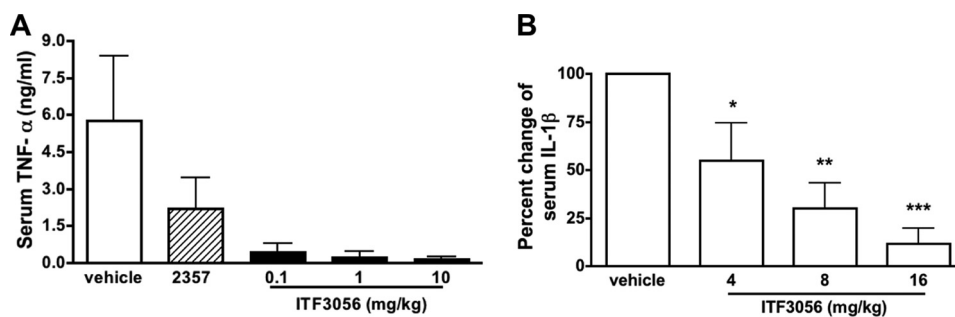 A
Serum TNF- α (ng/ml)
9.0
7.5
6.0
4.5
3.0
1.5
0.0
vehicle 2357 0.1 1 10
ITF3056 (mg/kg)
B
Percent change of
serum IL-1β
100
75
50
25
0
*
**
***
vehicle 4 8 16
ITF3056 (mg/kg)